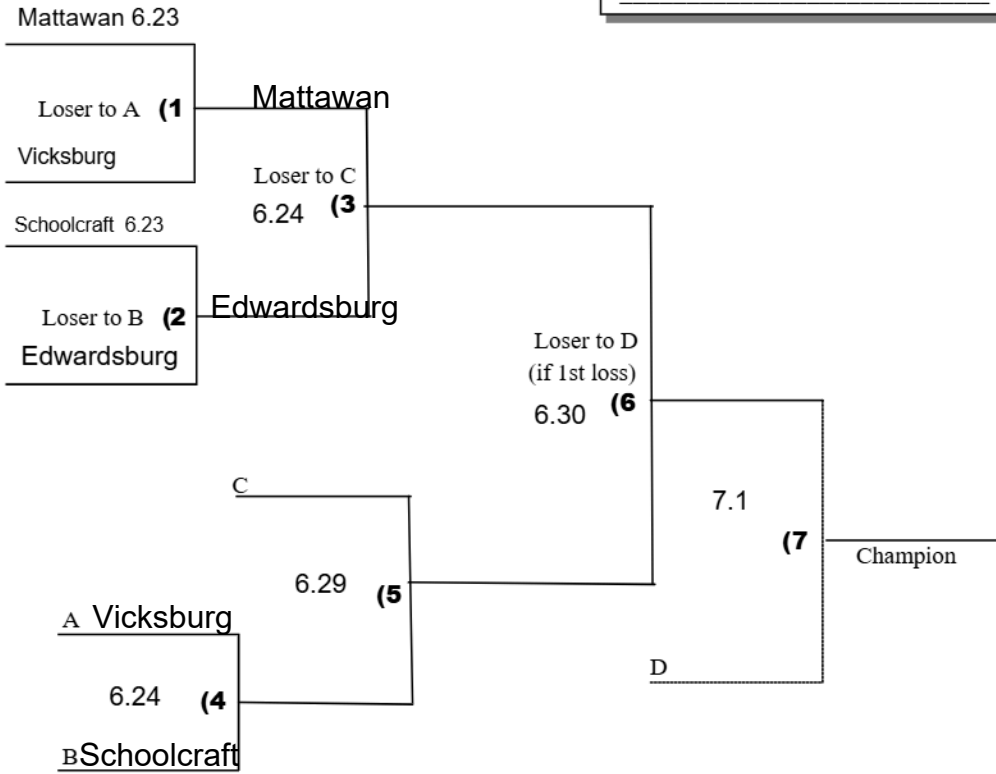 Mattawan 6.23
Loser to A (1
Mattawan
Vicksburg
Loser to C
6.24 (3
Schoolcraft 6.23
Loser to B (2
Edwardsburg
Edwardsburg
Loser to D
(if 1st loss)
6.30 (6
C
7.1
(7
Champion
6.29 (5
A Vicksburg
D
6.24 (4
B Schoolcraft